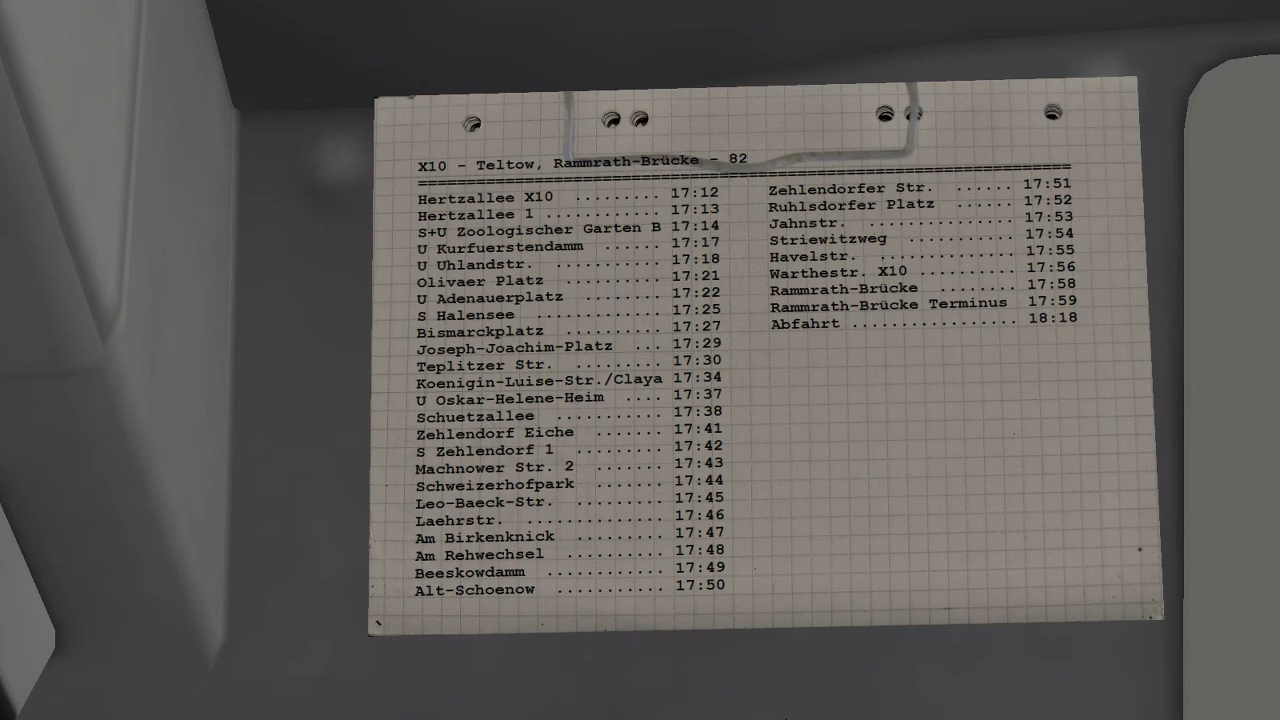 X10 - Teltow, Rammrath-Brücke - 82
==================================================================
Hertzallee X10 ......... 17:12
Hertzallee 1 ............ 17:13
S+U Zoologischer Garten B 17:14
U Kurfuerstendamm ...... 17:17
U Uhlandstr. ........... 17:18
Olivaer Platz .......... 17:21
U Adenauerplatz ........ 17:22
S Halensee ............. 17:25
Bismarckplatz .......... 17:27
Joseph-Joachim-Platz ... 17:29
Teplitzer Str. ......... 17:30
Koenigin-Luise-Str./Claya 17:34
U Oskar-Helene-Heim .... 17:37
Schuetzallee ........... 17:38
Zehlendorf Eiche ....... 17:41
S Zehlendorf 1 ......... 17:42
Machnower Str. 2 ....... 17:43
Schweizerhofpark ....... 17:44
Leo-Baeck-Str. ......... 17:45
Laehrstr. .............. 17:46
Am Birkenknick ......... 17:47
Am Rehwechsel .......... 17:48
Beeskowdamm ............ 17:49
Alt-Schoenow ........... 17:50
Zehlendorfer Str. ...... 17:51
Ruhlsdorfer Platz ...... 17:52
Jahnstr. ............... 17:53
Striewitzweg ........... 17:54
Havelstr. .............. 17:55
Warthestr. X10 .......... 17:56
Rammrath-Brücke ........ 17:58
Rammrath-Brücke Terminus 17:59
Abfahrt ................. 18:18